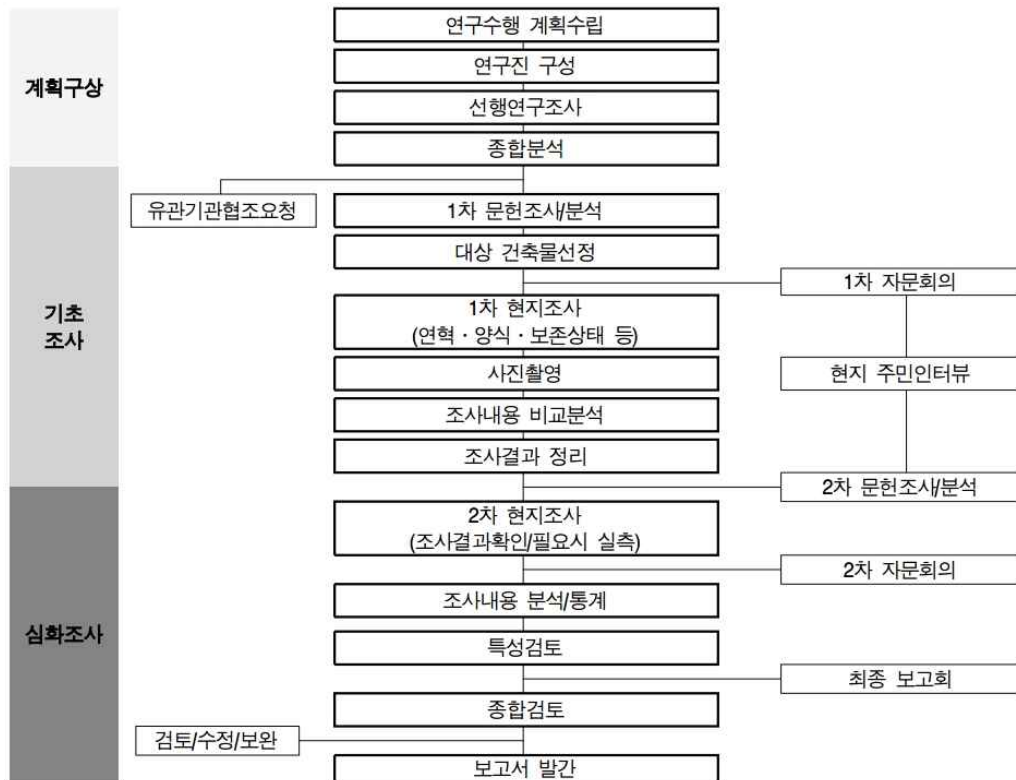 연구수행 계획수립
연구진 구성
계획구상
선행연구조사
종합분석
유관기관협조요청
1차 문헌조사/분석
대상 건축물선정
1차 자문회의
기초
조사
1차 현지조사
(연혁 · 양식 · 보존상태 등)
사진촬영
현지 주민인터뷰
조사내용 비교분석
조사결과 정리
2차 문헌조사/분석
2차 현지조사
(조사결과확인/필요시 실측)
2차 자문회의
조사내용 분석/통계
심화조사
특성검토
최종 보고회
종합검토
검토/수정/보완
보고서 발간